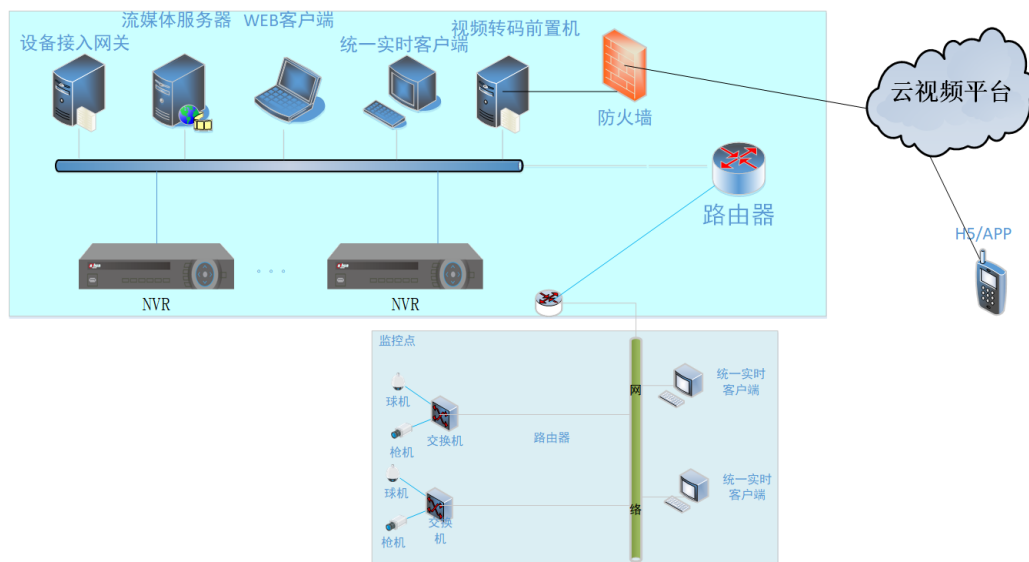 流媒体服务器
WEB客户端
视频转码前置机
设备接入网关
统一实时客户端
云视频平台
防火墙
路由器
H5/APP
NVR
NVR
监控点
网
统一实时
客户端
球机
枪机
交换机
路由器
球机
统一实时
客户端
络
交换
机
枪机